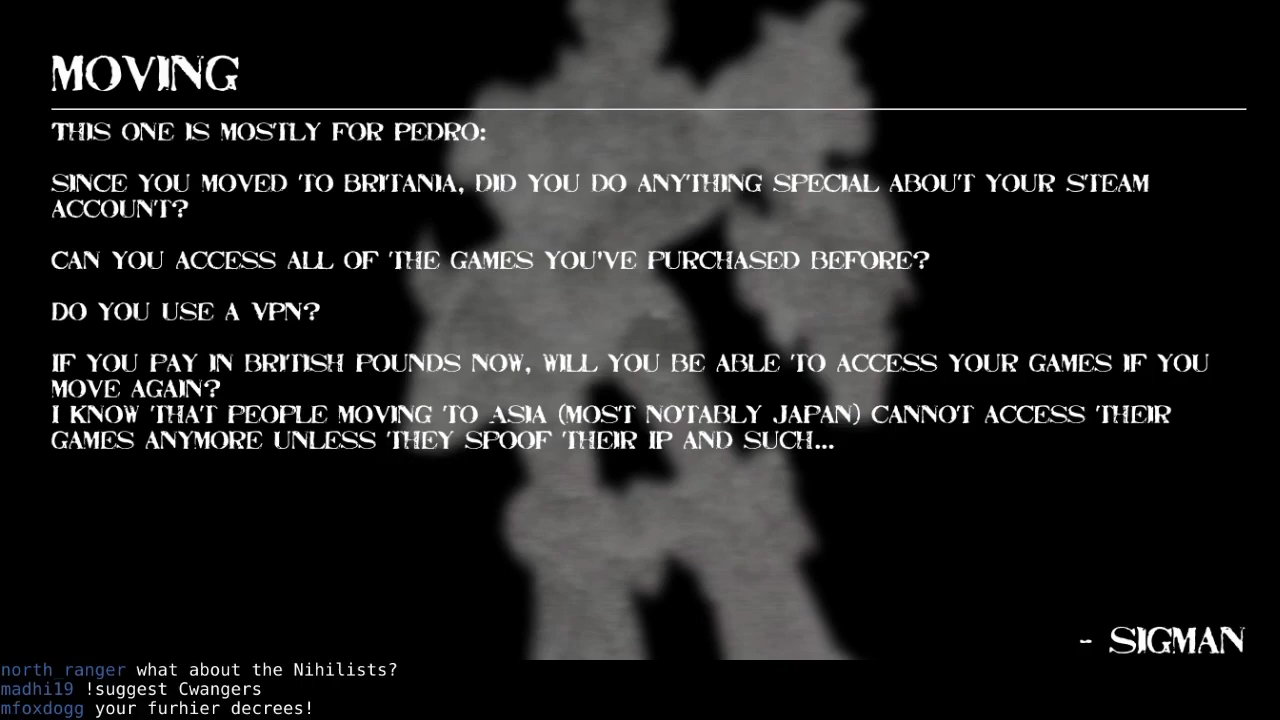 MOVING
THIS ONE IS MOSTLY FOR PEDRO:
SINCE YOU MOVED TO BRITANIA, DID YOU DO ANYTHING SPECIAL ABOUT YOUR STEAM
ACCOUNT?
CAN YOU ACCESS ALL OF THE GAMES YOU'VE PURCHASED BEFORE?
DO YOU USE A VPN?
IF YOU PAY IN BRITISH POUNDS NOW, WILL YOU BE ABLE TO ACCESS YOUR GAMES IF YOU
MOVE AGAIN?
I KNOW THAT PEOPLE MOVING TO ASIA (MOST NOTABLY JAPAN) CANNOT ACCESS THEIR
GAMES ANYMORE UNLESS THEY SPOOF THEIR IP AND SUCH...
- SIGMAN
north_ranger what about the Nihilists?
madhi19 !suggest Cwangers
mfoxdogg your furhier decrees!